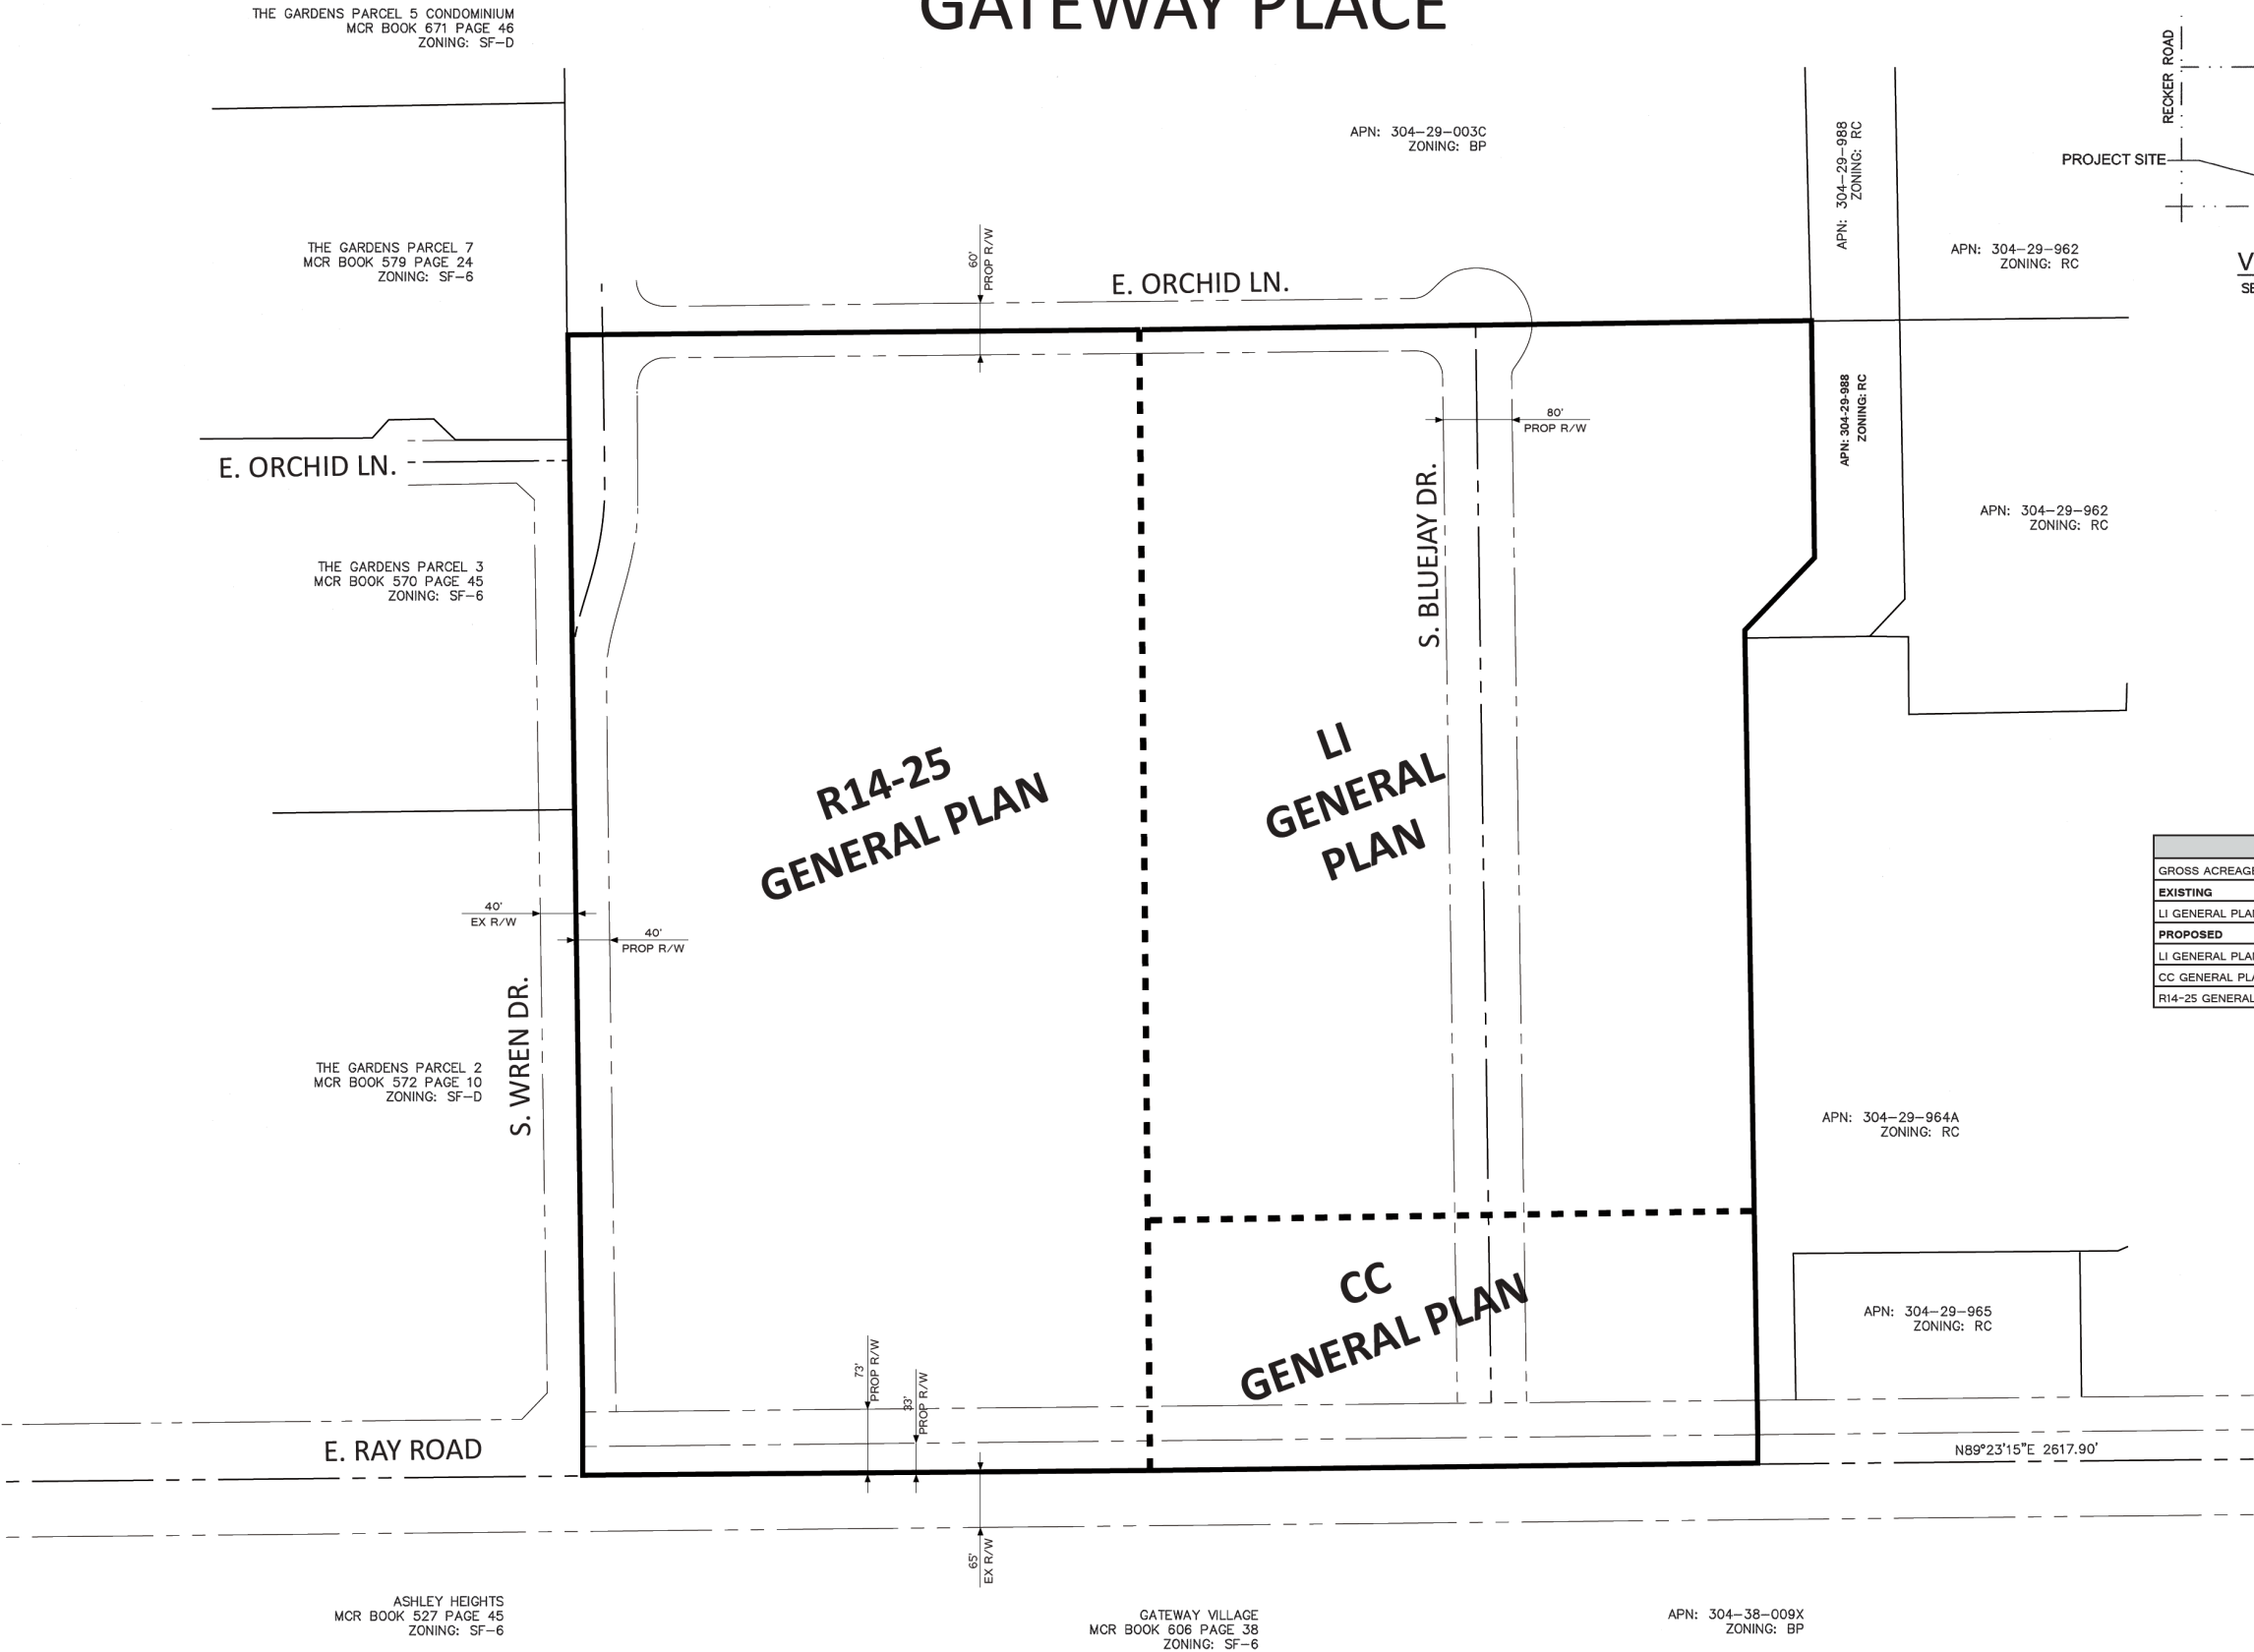 GATEWAY PLACE
THE GARDENS PARCEL 5 CONDOMINIUM
MCR BOOK 671 PAGE 46
ZONING: SF-D
RECKER ROAD
APN: 304-29-003C
ZONING: BP
APN: 304-29-988
ZONING: RC
PROJECT SITE
THE GARDENS PARCEL 7
MCR BOOK 579 PAGE 24
ZONING: SF-6
60'
PROP R/W
E. ORCHID LN.
APN: 304-29-962
ZONING: RC
V
SE
80'
PROP R/W
APN: 304-29-988
ZONING: RC
E. ORCHID LN.
S. BLUEJAY DR.
APN: 304-29-962
ZONING: RC
THE GARDENS PARCEL 3
MCR BOOK 570 PAGE 45
ZONING: SF-6
R14-25
GENERAL PLAN
LI
GENERAL
PLAN
GROSS ACREAGE
EXISTING
LI GENERAL PLAN
PROPOSED
LI GENERAL PLAN
CC GENERAL PLA
R14-25 GENERAL
40'
EX R/W
40'
PROP R/W
S. WREN DR.
THE GARDENS PARCEL 2
MCR BOOK 572 PAGE 10
ZONING: SF-D
APN: 304-29-964A
ZONING: RC
CC
GENERAL PLAN
APN: 304-29-965
ZONING: RC
73'
PROP R/W
33'
PROP R/W
E. RAY ROAD
N89°23'15"E 2617.90'
65'
EX R/W
ASHLEY HEIGHTS
MCR BOOK 527 PAGE 45
ZONING: SF-6
GATEWAY VILLAGE
MCR BOOK 606 PAGE 38
ZONING: SF-6
APN: 304-38-009X
ZONING: BP